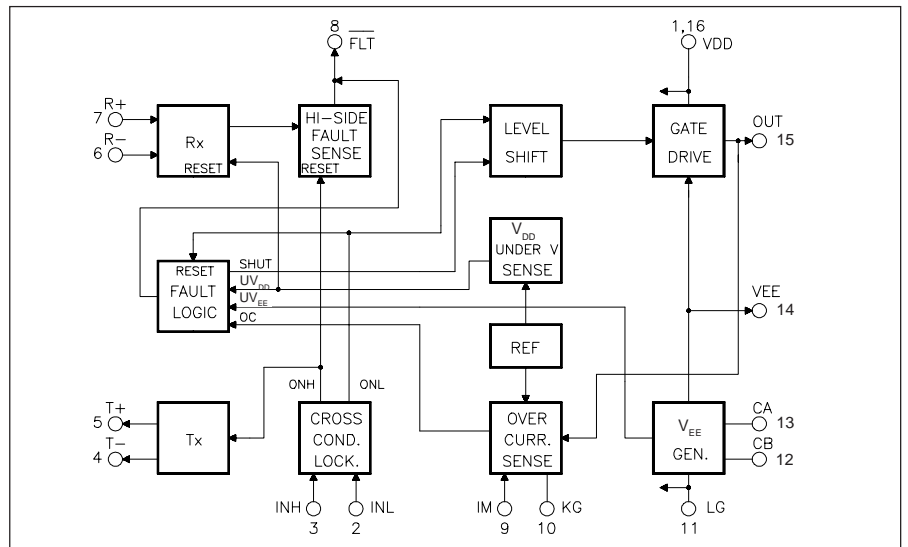 8 FLT
1,16 VDD
R+
7
R-
6
Rx
RESET
HI-SIDE
FAULT
SENSE
RESET
LEVEL
SHIFT
GATE
DRIVE
OUT
15
RESET
FAULT
LOGIC
SHUT
UVDD
UVEE
OC
VDD
UNDER V
SENSE
REF
VEE
14
ONH
ONL
T+
5
T-
4
Tx
CROSS
COND.
LOCK.
OVER
CURR.
SENSE
VEE
GEN.
CA
13
CB
12
INH
3
INL
2
IM
9
KG
10
LG
11